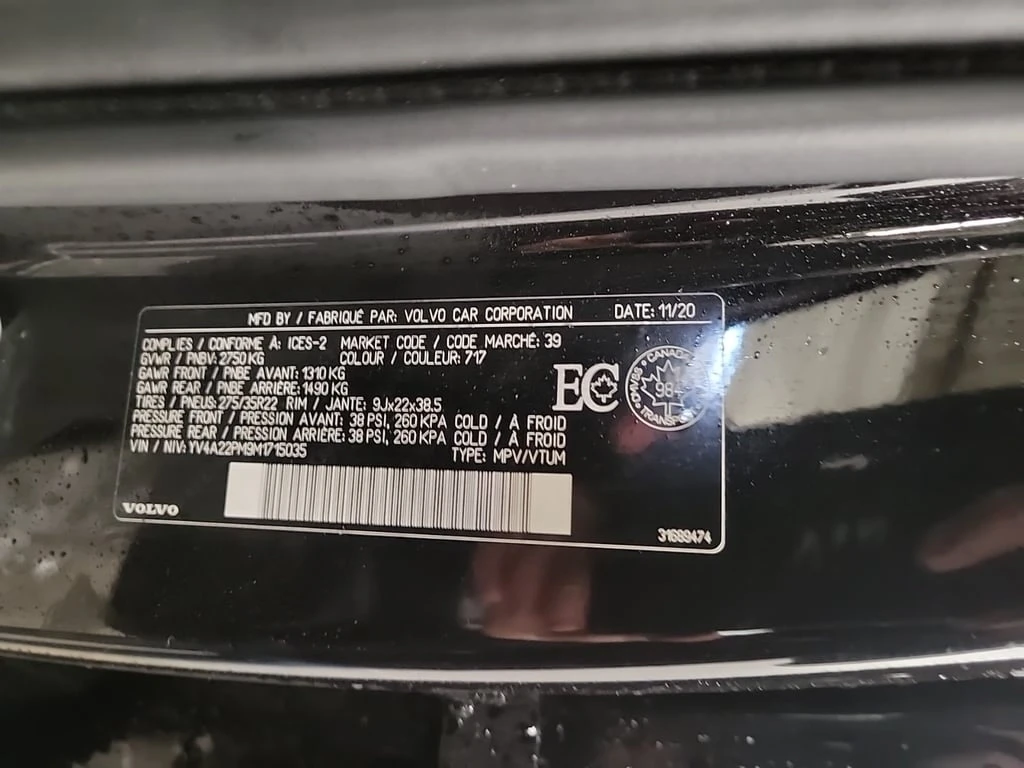 MFD BY / FABRIQUÉ PAR: VOLVO CAR CORPORATION DATE: 11/20
COMPLIES / CONFORME À: ICES-2 MARKET CODE / CODE MARCHÉ: 39
GVWR / PNBV: 2750 KG COLOUR / COULEUR: 717
GAWR FRONT / PNBE AVANT: 1310 KG
GAWR REAR / PNBE ARRIÈRE: 1490 KG
TIRES / PNEUS: 275/35R22 RIM / JANTE: 9Jx22x38.5
PRESSURE FRONT / PRESSION AVANT: 38 PSI, 260 KPA COLD / À FROID
PRESSURE REAR / PRESSION ARRIÈRE: 38 PSI, 260 KPA COLD / À FROID
VIN / NIV: YV4A22PM9M1715035 TYPE: MPV/VTUM
EC
CANADA
984
TRANSPORT
VOLVO
31689474